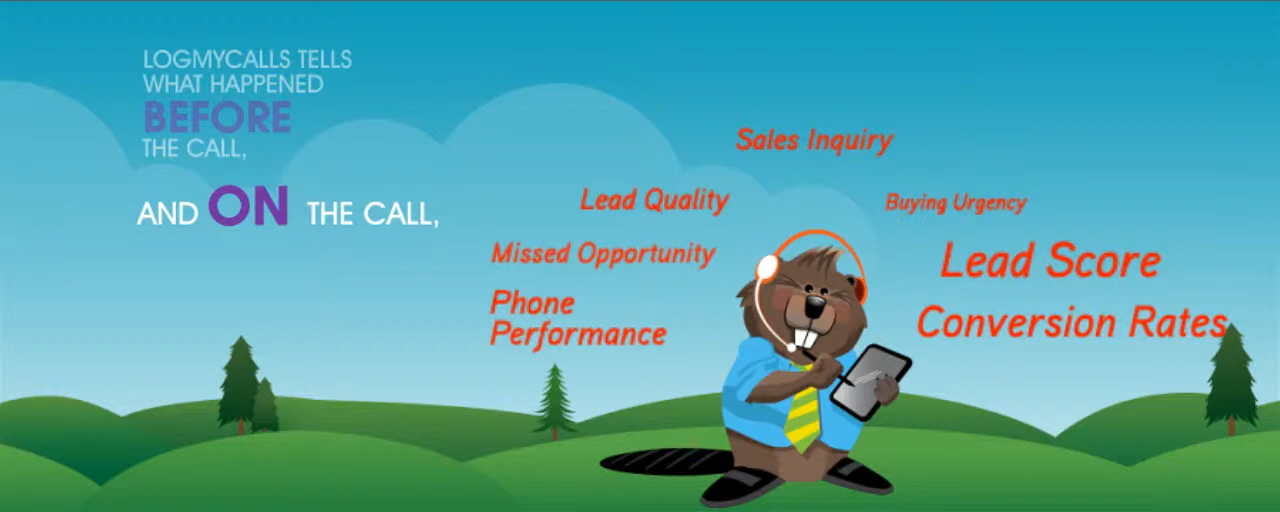 LOGMYCALLS TELLS
WHAT HAPPENED
BEFORE
THE CALL,
AND ON THE CALL,
Sales Inquiry
Lead Quality
Buying Urgency
Missed Opportunity
Lead Score
Phone
Performance
Conversion Rates